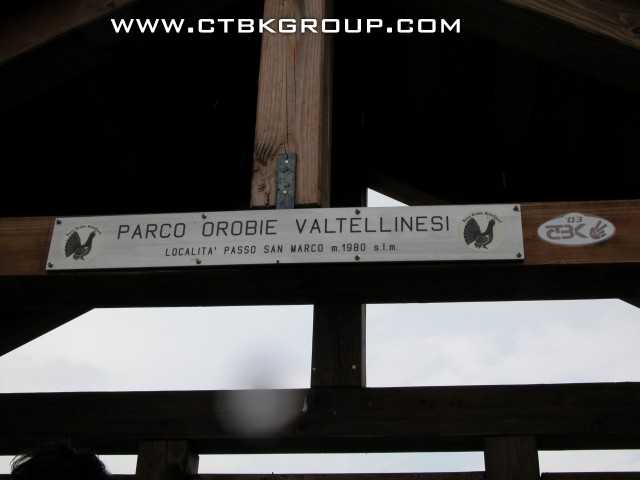 www.CTBKGROUP.COM
PARCO OROBIE VALTELLINESI
LOCALITA' PASSO SAN MARCO m.1980 s.l.m.
03
CTBK